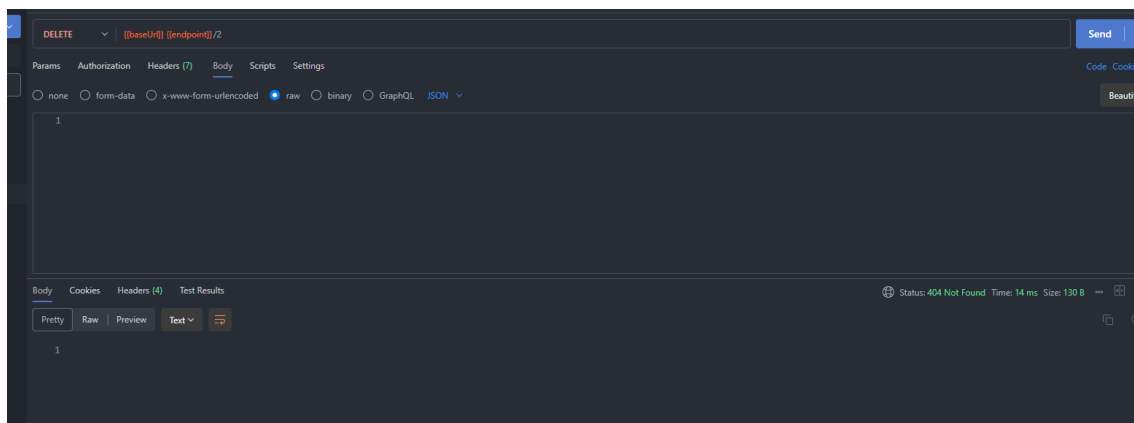 DELETE {{baseUrl}} {{endpoint}}/2 Send
Params Authorization Headers (7) Body Scripts Settings Code
none form-data x-www-form-urlencoded raw binary GraphQL JSON
1
Body Cookies Headers (4) Test Results Status: 404 Not Found Time: 14 ms Size: 130 B
Pretty Raw Preview Text
1